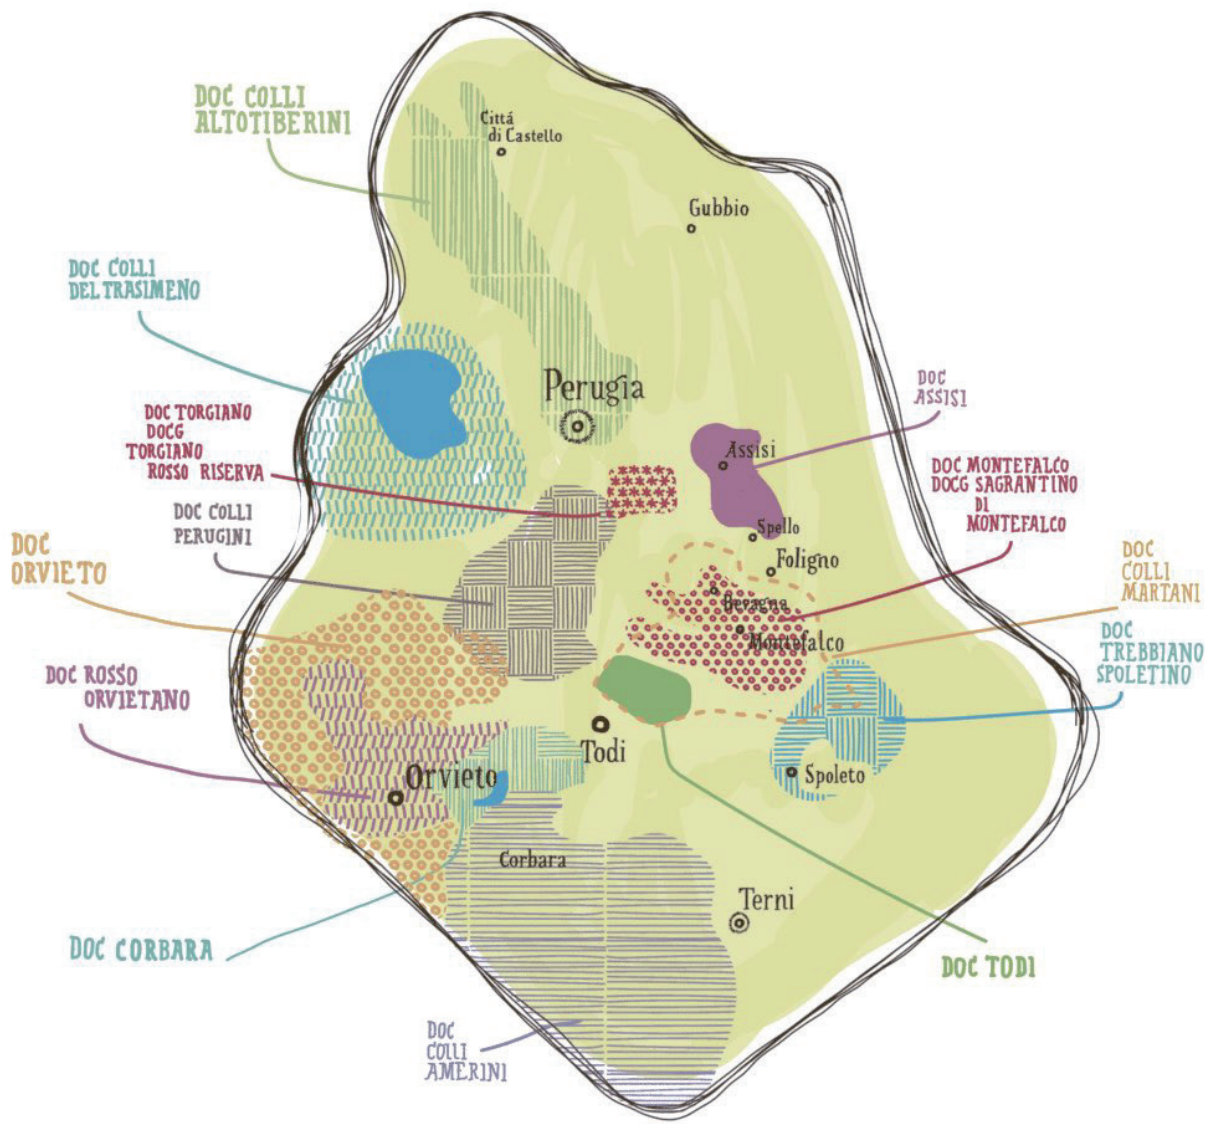 DOC COLLI
ALTOTIBERINI
Cittá
di Castello
Gubbio
DOC COLLI
DEL TRASIMENO
Perugia
DOC
ASSISI
DOC TORGIANO
DOCG
TORGIANO
ROSSO RISERVA
Assisi
DOC MONTEFALCO
DOCG SAGRANTINO
DI
MONTEFALCO
DOC COLLI
PERUGINI
Spello
DOC
ORVIETO
Foligno
DOC
COLLI
MARTANI
Bevagna
Montefalco
DOC
TREBBIANO
SPOLETINO
DOC ROSSO
ORVIETANO
Todi
Orvieto
Spoleto
Corbara
Terni
DOC CORBARA
DOC TODI
DOC
COLLI
AMERINI